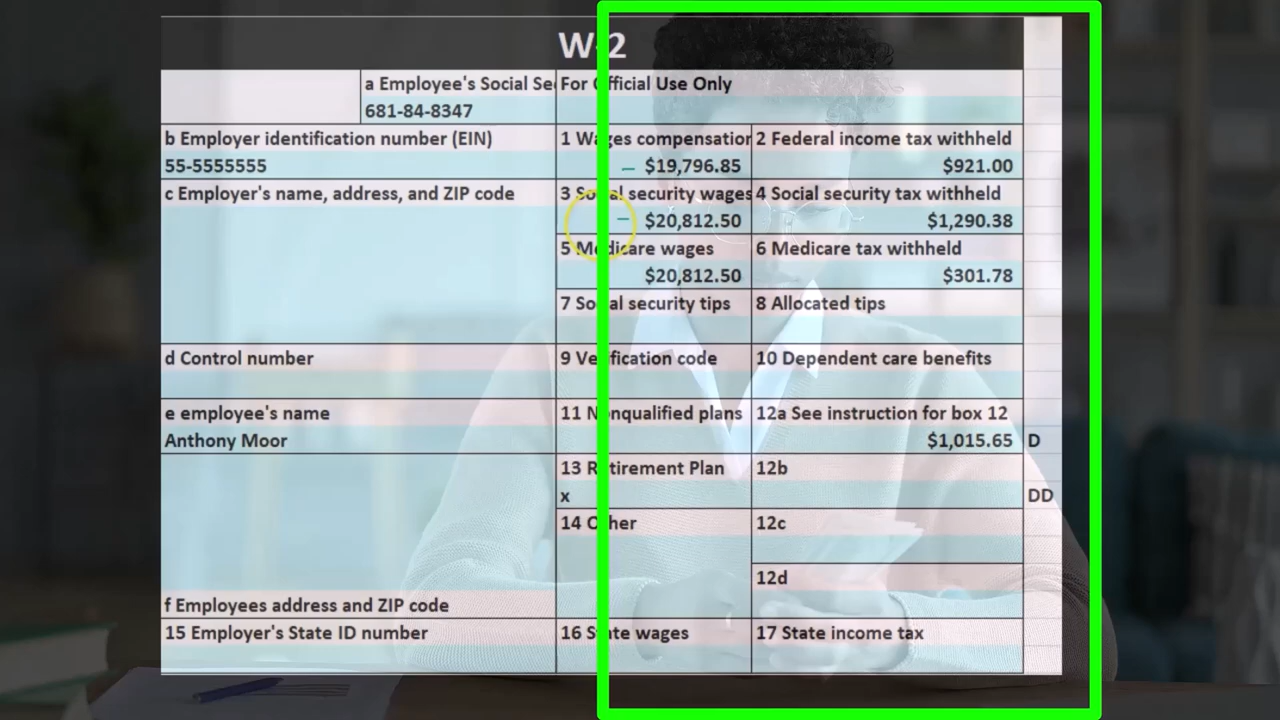 W-2
a Employee's Social Se
For Official Use Only
681-84-8347
b Employer identification number (EIN)
1 Wages compensation
2 Federal income tax withheld
55-5555555
$19,796.85
$921.00
c Employer's name, address, and ZIP code
3 Social security wages
4 Social security tax withheld
$20,812.50
$1,290.38
5 Medicare wages
6 Medicare tax withheld
$20,812.50
$301.78
7 Social security tips
8 Allocated tips
d Control number
9 Verification code
10 Dependent care benefits
e employee's name
11 Nonqualified plans
12a See instruction for box 12
Anthony Moor
$1,015.65
D
13 Retirement Plan
12b
x
DD
14 Other
12c
12d
f Employees address and ZIP code
15 Employer's State ID number
16 State wages
17 State income tax